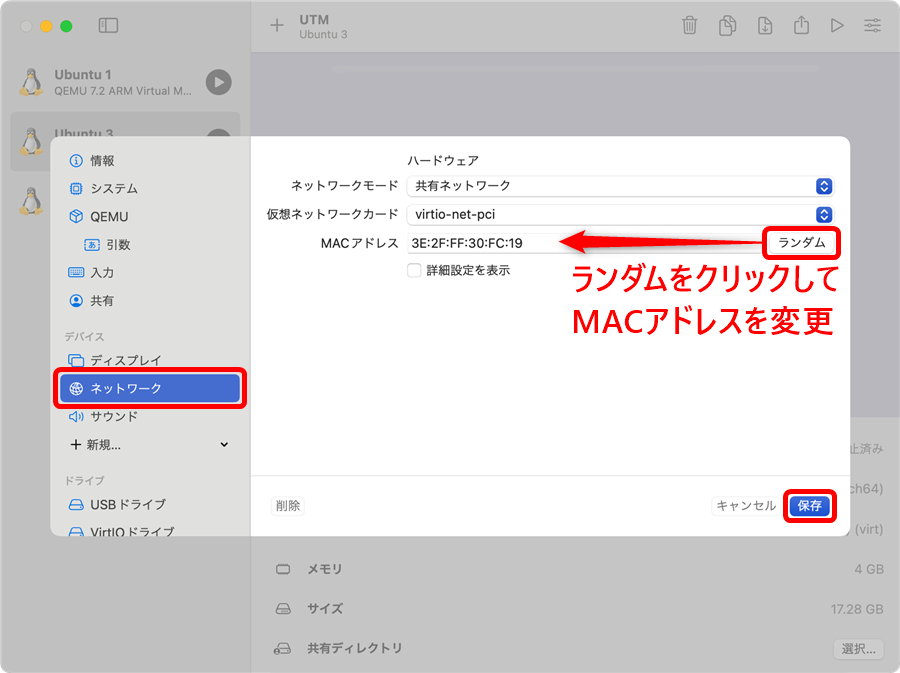 UTM
Ubuntu 3
Ubuntu 1
QEMU 7.2 ARM Virtual M...
Ubuntu 3
情報
システム
QEMU
引数
入力
共有
デバイス
ディスプレイ
ネットワーク
サウンド
新規...
ドライブ
USBドライブ
VirtIOドライブ
ハードウェア
ネットワークモード 共有ネットワーク
仮想ネットワークカード virtio-net-pci
MACアドレス 3E:2F:FF:30:FC:19 ランダム
詳細設定を表示
ランダムをクリックして
MACアドレスを変更
削除 キャンセル 保存
止済み
ch64)
(virt)
メモリ 4 GB
サイズ 17.28 GB
共有ディレクトリ 選択...